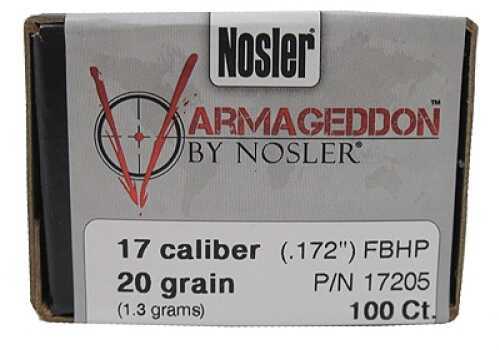 Nosler®
VARMAGEDDON™
BY NOSLER®
17 caliber (.172") FBHP
20 grain P/N 17205
(1.3 grams) 100 Ct.